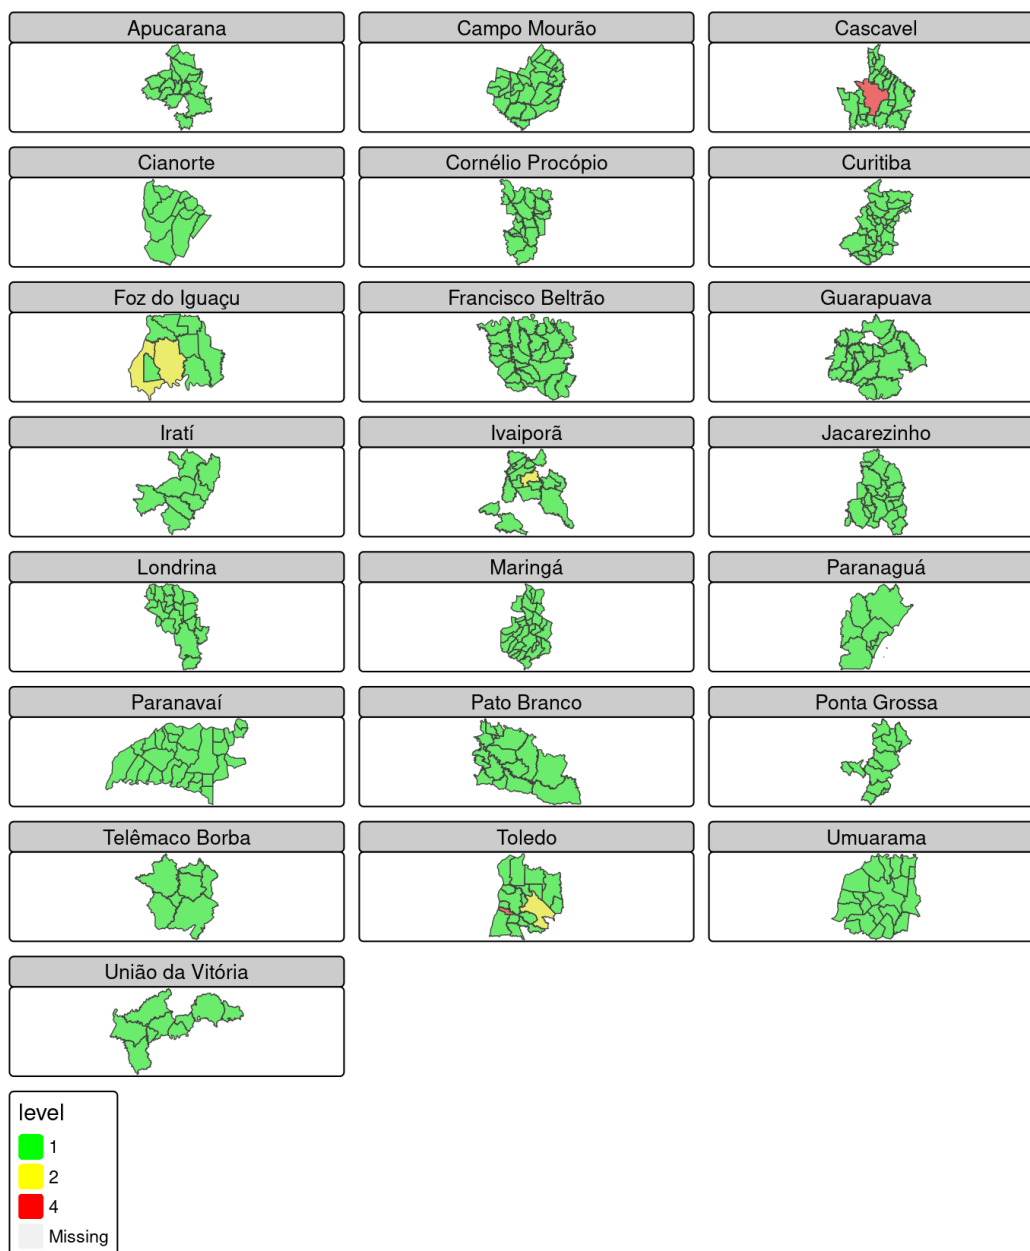 Apucarana
Campo Mourão
Cascavel
Cianorte
Cornélio Procópio
Curitiba
Foz do Iguaçu
Francisco Beltrão
Guarapuava
Iratí
Ivaiporã
Jacarezinho
Londrina
Maringá
Paranaguá
Paranavaí
Pato Branco
Ponta Grossa
Telêmaco Borba
Toledo
Umuarama
União da Vitória
level
1
2
4
Missing